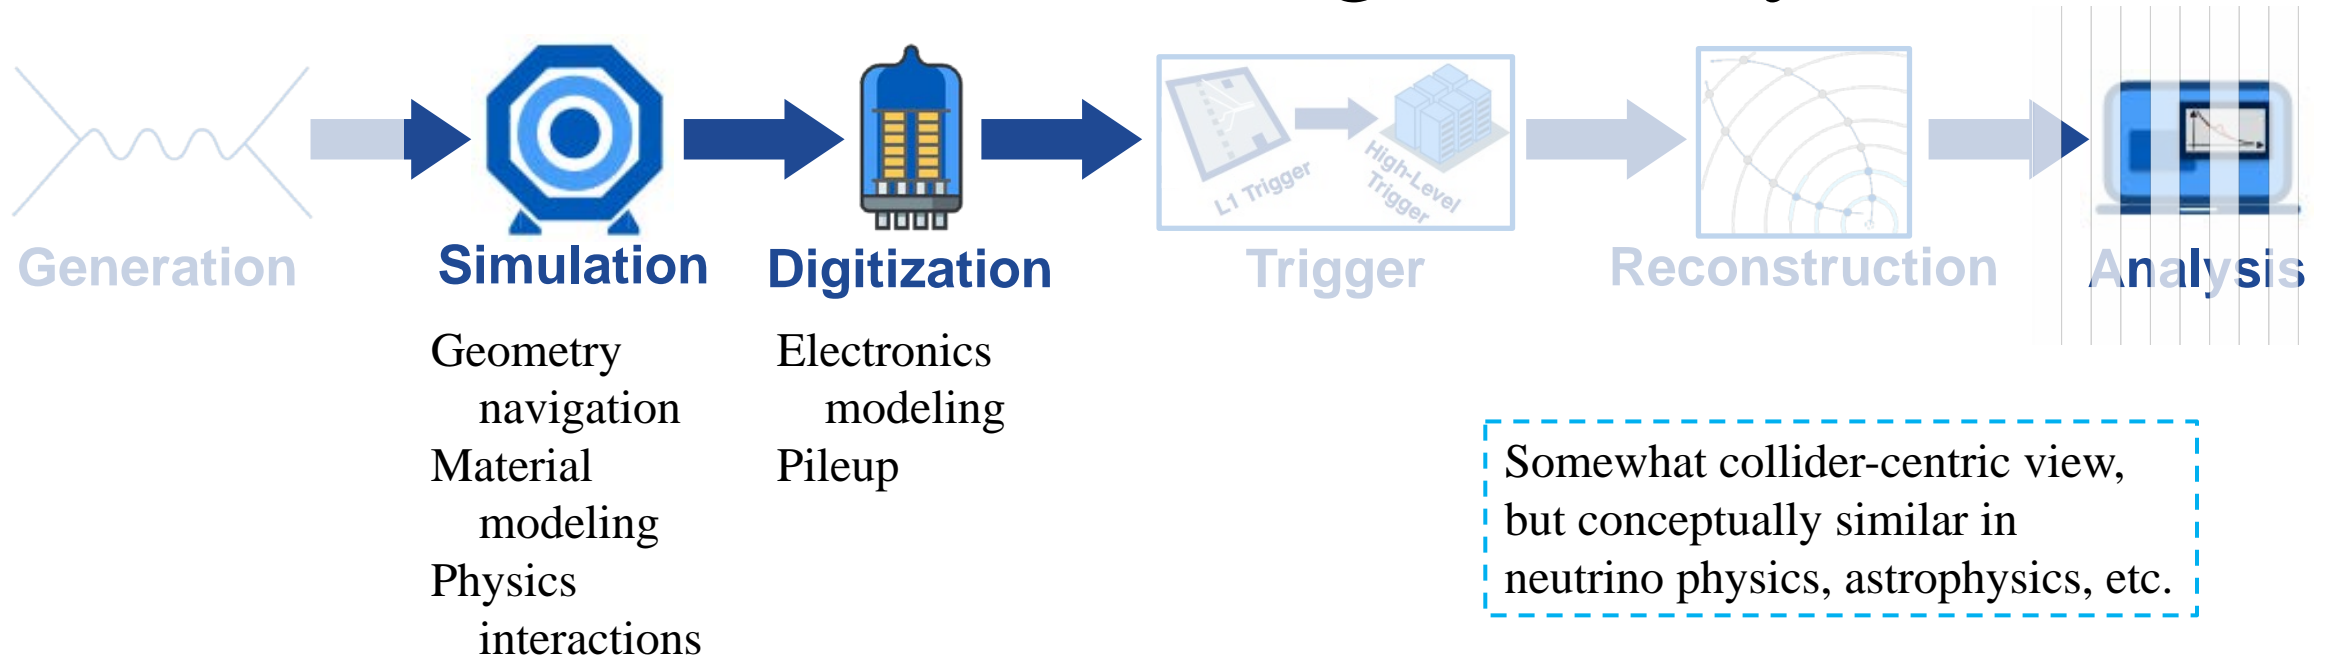 L1 Trigger
High-Level
Trigger
Generation
Simulation
Digitization
Trigger
Reconstruction
Analysis
Geometry
navigation
Material
modeling
Physics
interactions
Electronics
modeling
Pileup
Somewhat collider-centric view,
but conceptually similar in
neutrino physics, astrophysics, etc.